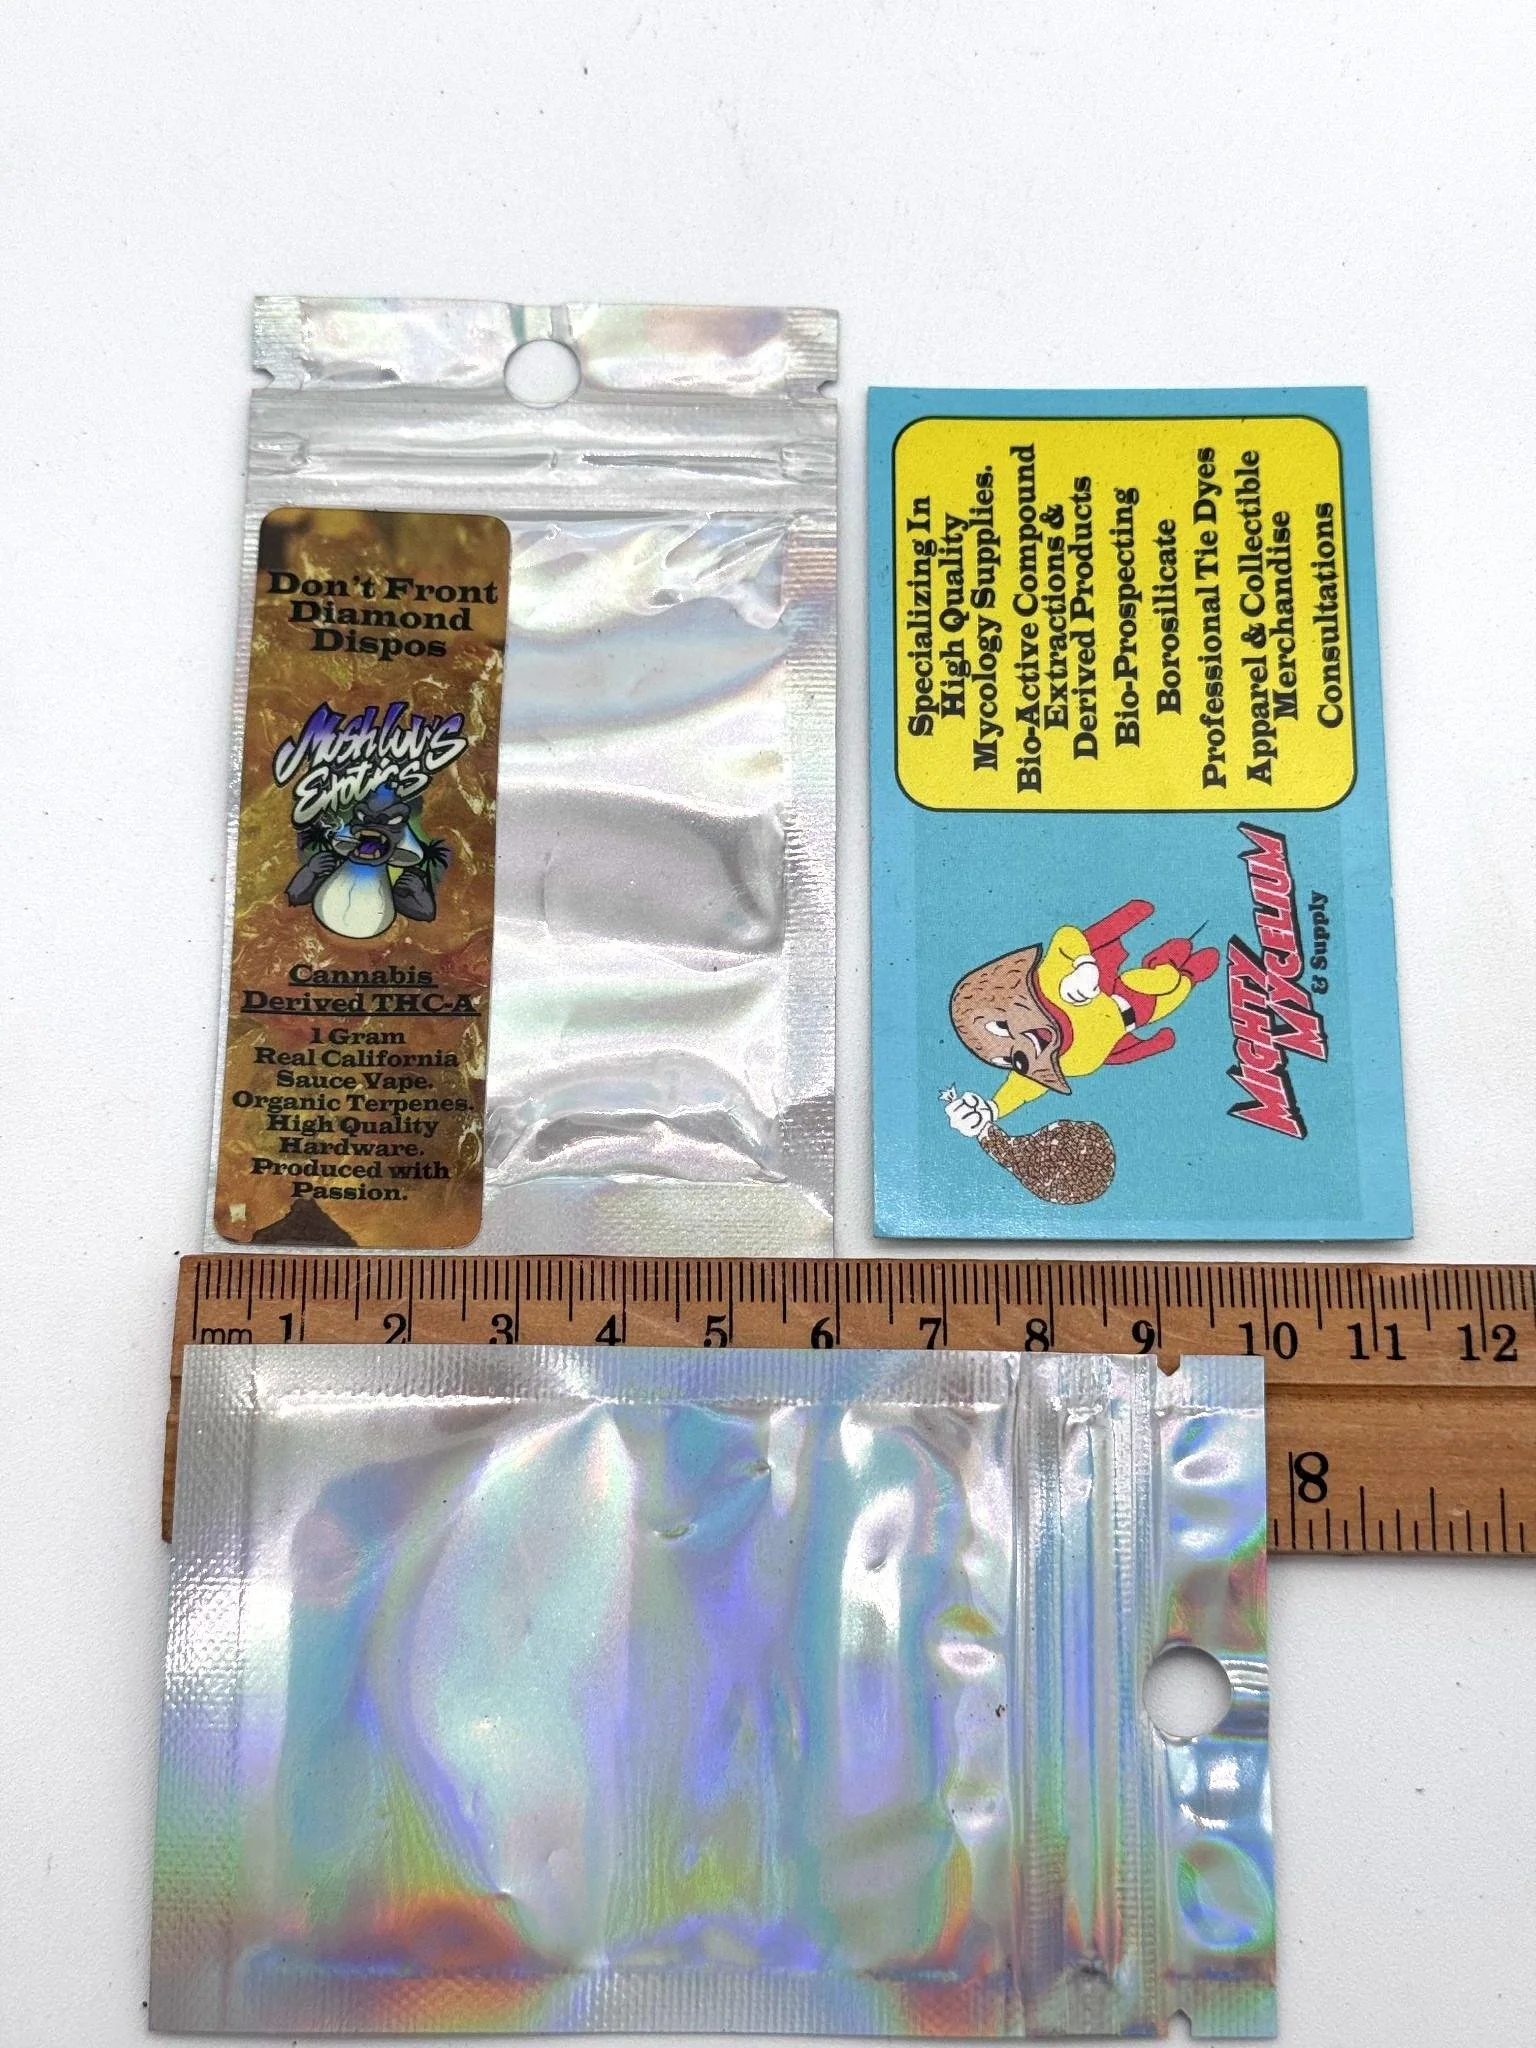 Don't Front
Diamond
Dispos
Moshluv's
Exotics
Cannabis
Derived THC-A
1 Gram
Real California
Sauce Vape.
Organic Terpenes.
High Quality
Hardware.
Produced with
Passion.
Specializing In
High Quality
Mycology Supplies.
Bio-Active Compound
Extractions &
Derived Products
Bio-Prospecting
Borosilicate
Professional Tie Dyes
Apparel & Collectible
Merchandise
Consultations
MIGHTY
MYCELIUM
& Supply
mm 1 2 3 4 5 6 7 8 9 10 11 12
8